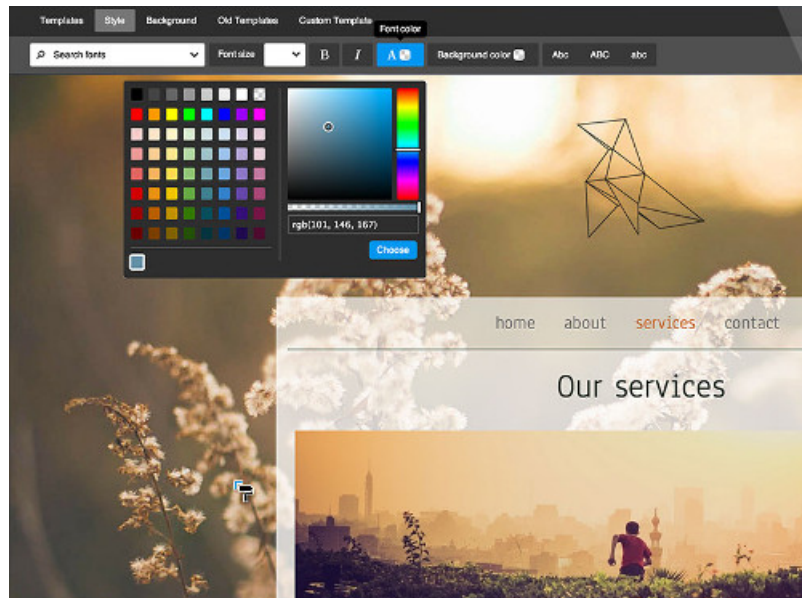 Templates Style Background Old Templates Custom Template
Font color
Search fonts Font size B I A Background color Abc ABC abc
rgb(101, 146, 167)
Choose
home about services contact
Our services